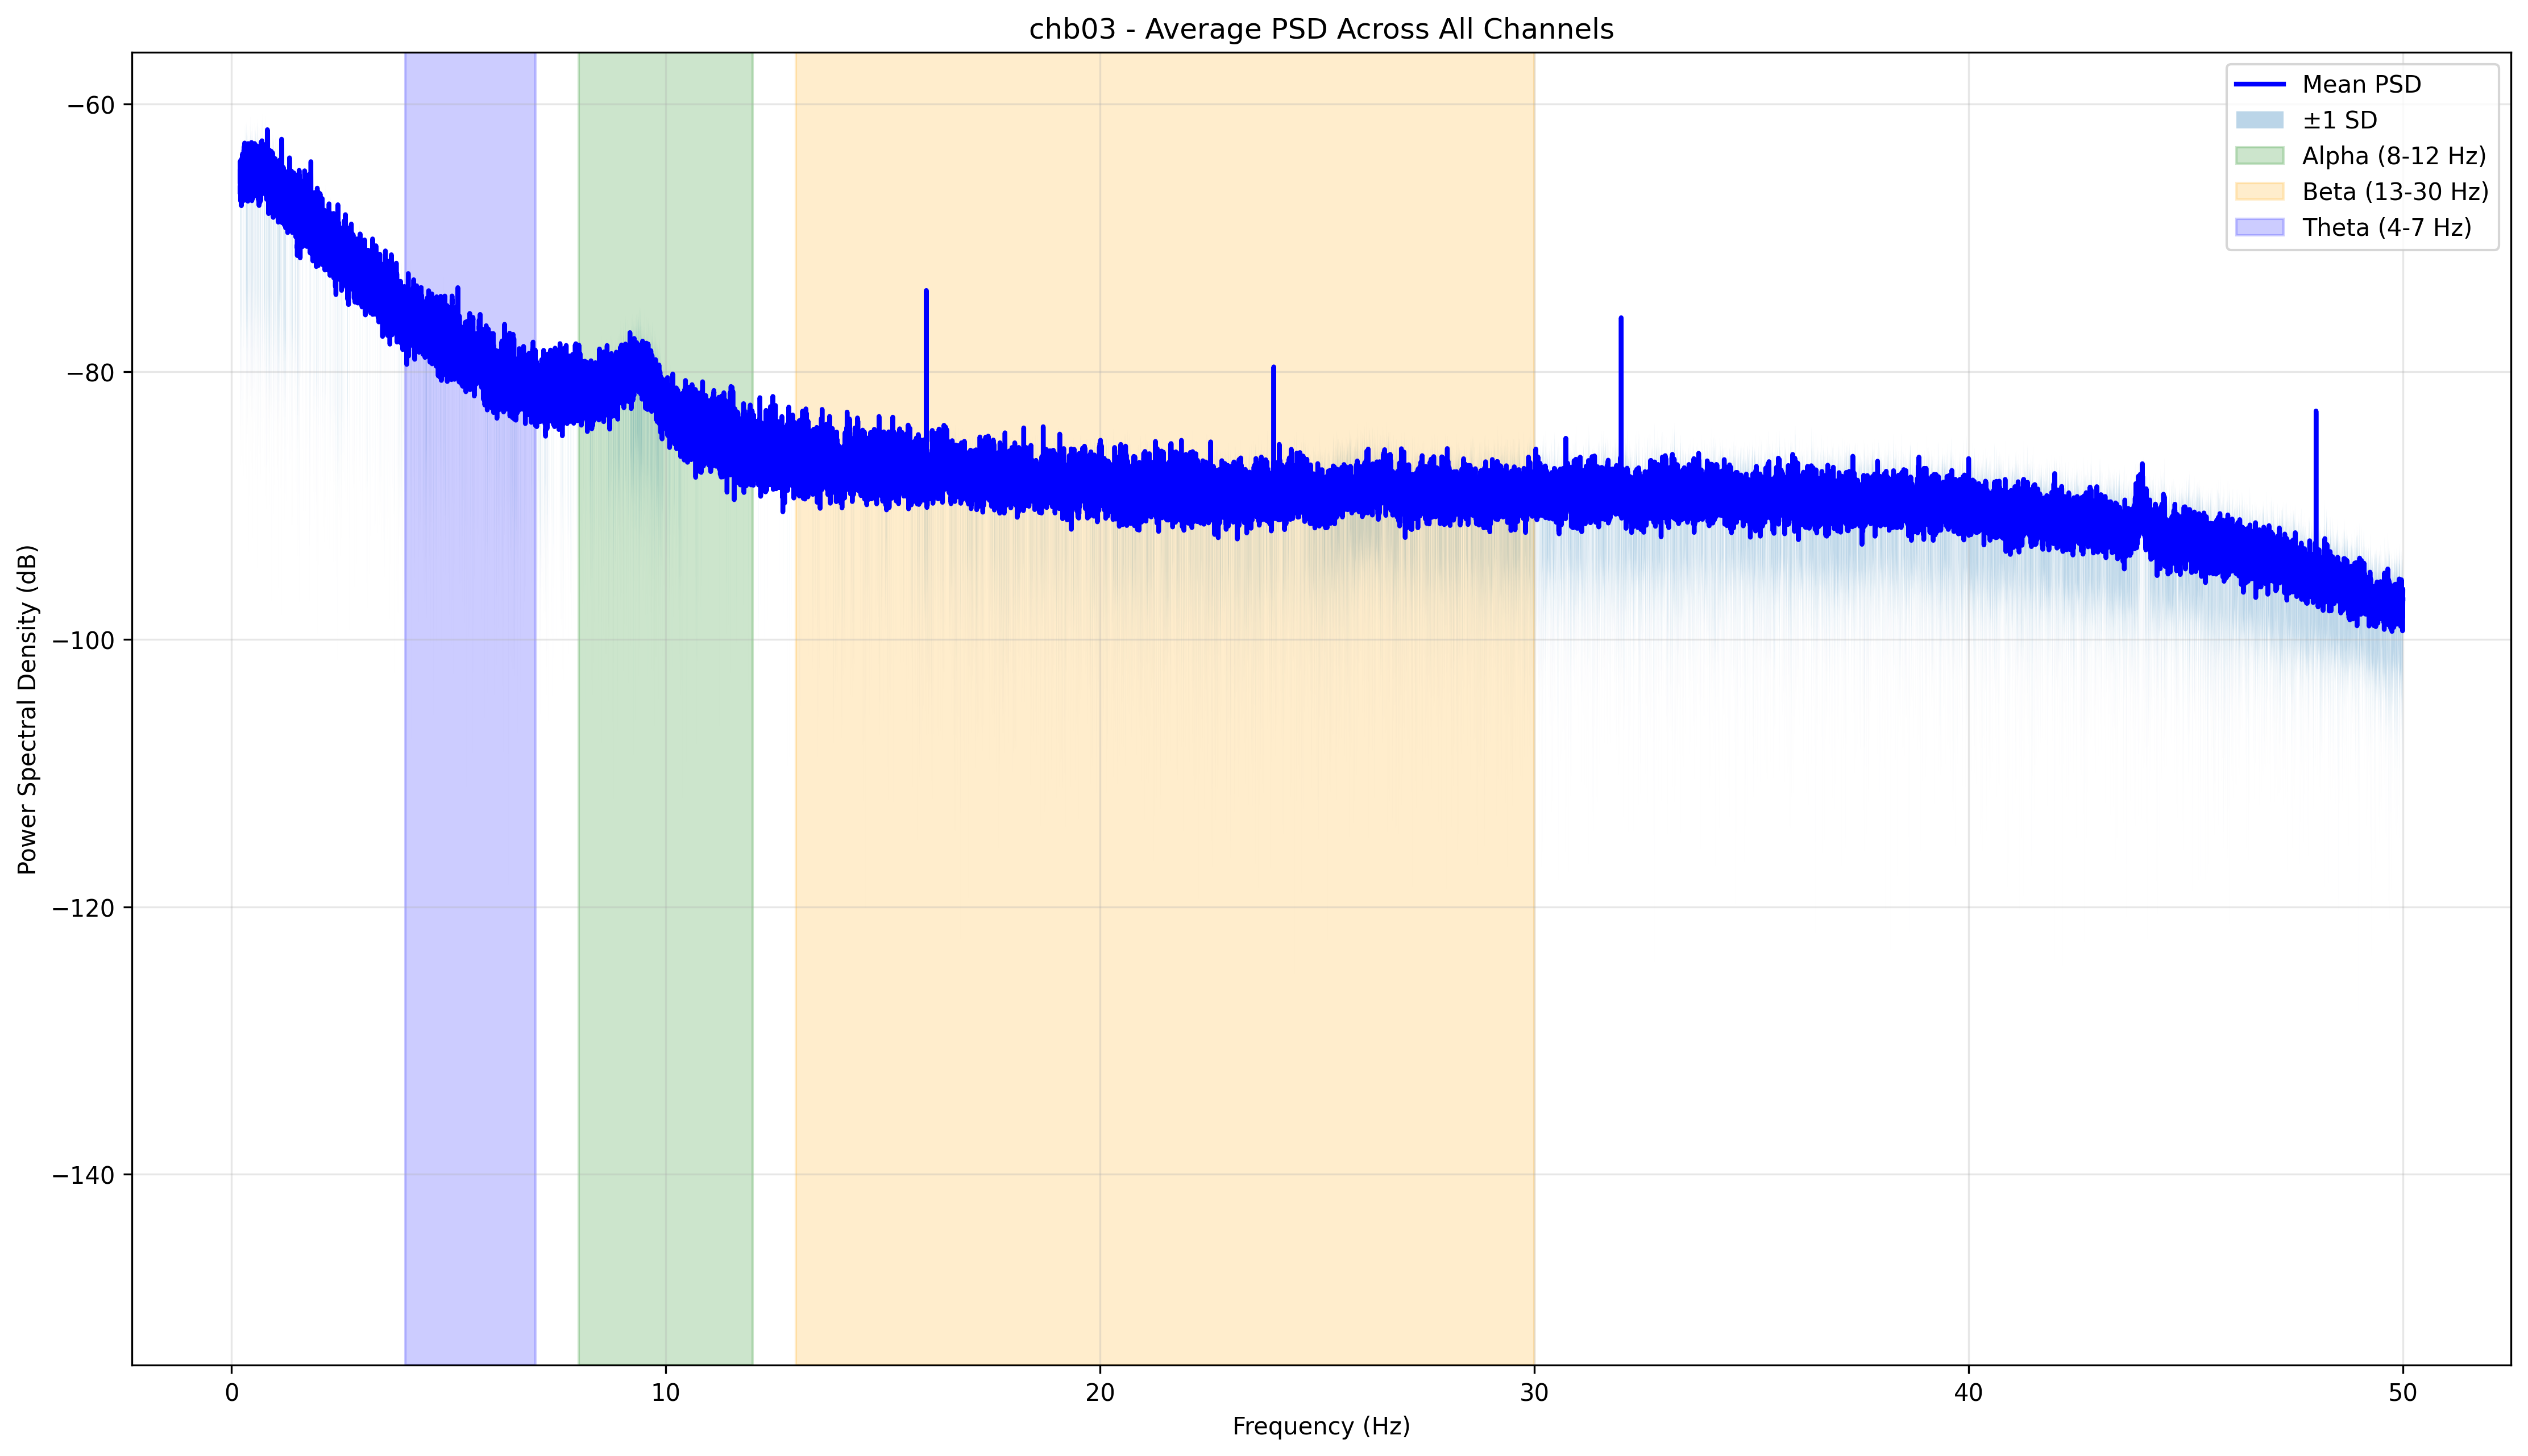 chb03 - Average PSD Across All Channels
Power Spectral Density (dB)
−60
−80
−100
−120
−140
Mean PSD
±1 SD
Alpha (8-12 Hz)
Beta (13-30 Hz)
Theta (4-7 Hz)
0
10
20
30
40
50
Frequency (Hz)